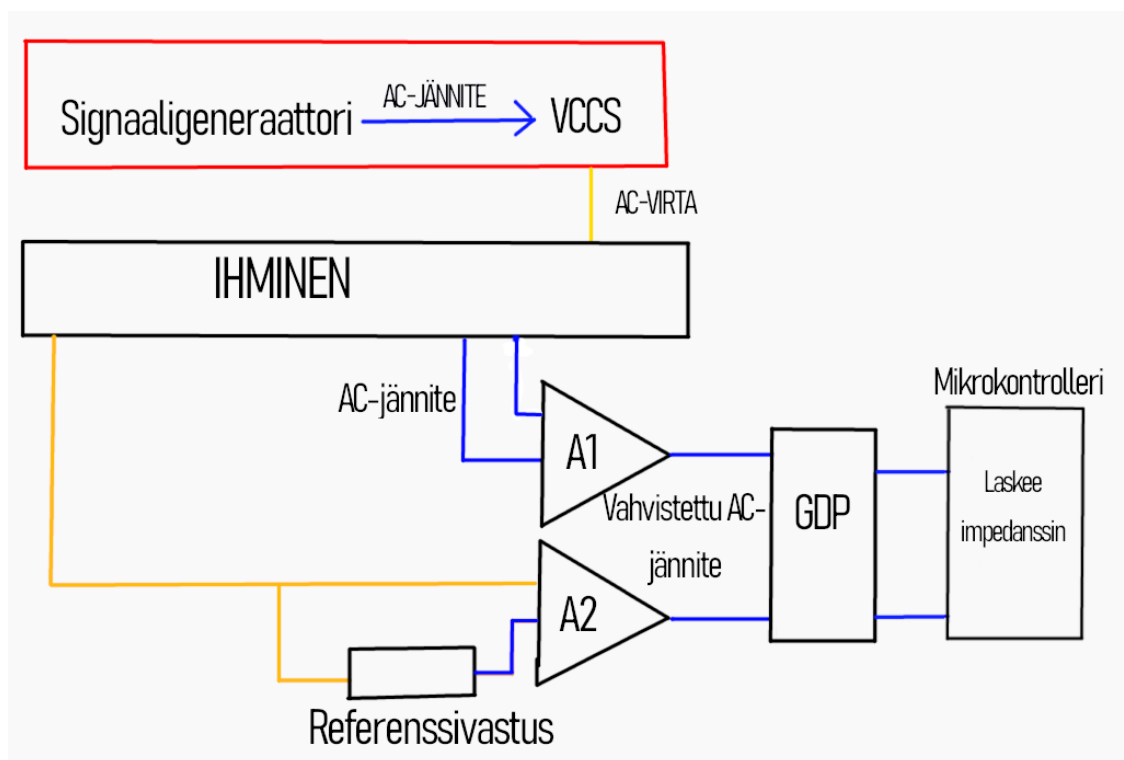 Signaaligeneraattori
AC-JÄNNITE
VCCS
AC-VIRTA
IHMINEN
AC-jännite
A1
Vahvistettu AC-
jännite
GDP
Mikrokontrolleri
Laskee
impedanssin
A2
Referenssivastus